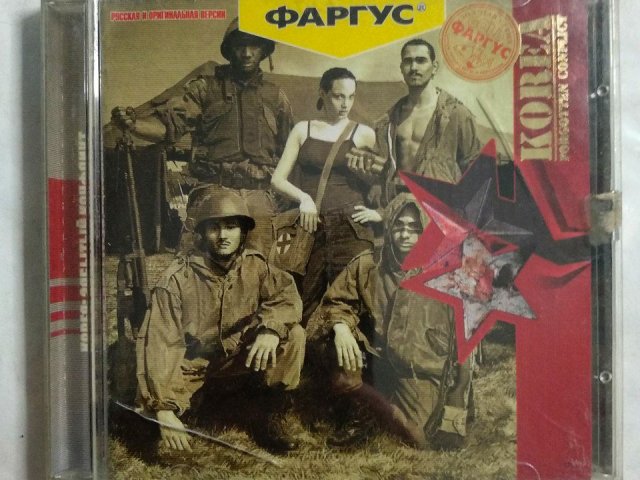 РУССКАЯ И ОРИГИНАЛЬНАЯ ВЕРСИИ
ФАРГУС®
ФАРГУС
KOREA
FORGOTTEN CONFLICT